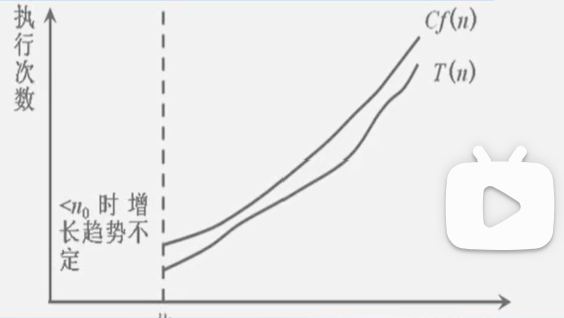 执行次数
Cf(n)
T(n)
<n₀ 时 增
长趋势不
定